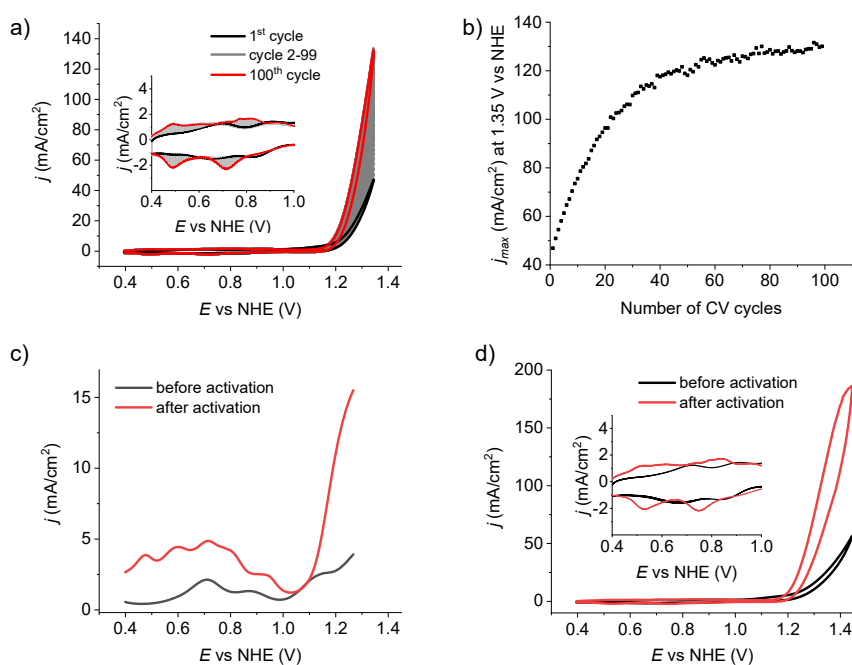 a)
140
120
100
80
60
40
20
0
j (mA/cm²)
1st cycle
cycle 2-99
100th cycle
4
2
0
-2
j (mA/cm²)
0.4 0.6 0.8 1.0
E vs NHE (V)
0.4 0.6 0.8 1.0 1.2 1.4
E vs NHE (V)
b)
140
120
100
80
60
40
jmax (mA/cm²) at 1.35 V vs NHE
0 20 40 60 80 100
Number of CV cycles
c)
15
10
5
0
j (mA/cm²)
before activation
after activation
0.4 0.6 0.8 1.0 1.2
E vs NHE (V)
d)
200
150
100
50
0
j (mA/cm²)
before activation
after activation
4
2
0
-2
j (mA/cm²)
0.4 0.6 0.8 1.0
E vs NHE (V)
0.4 0.6 0.8 1.0 1.2 1.4
E vs NHE (V)